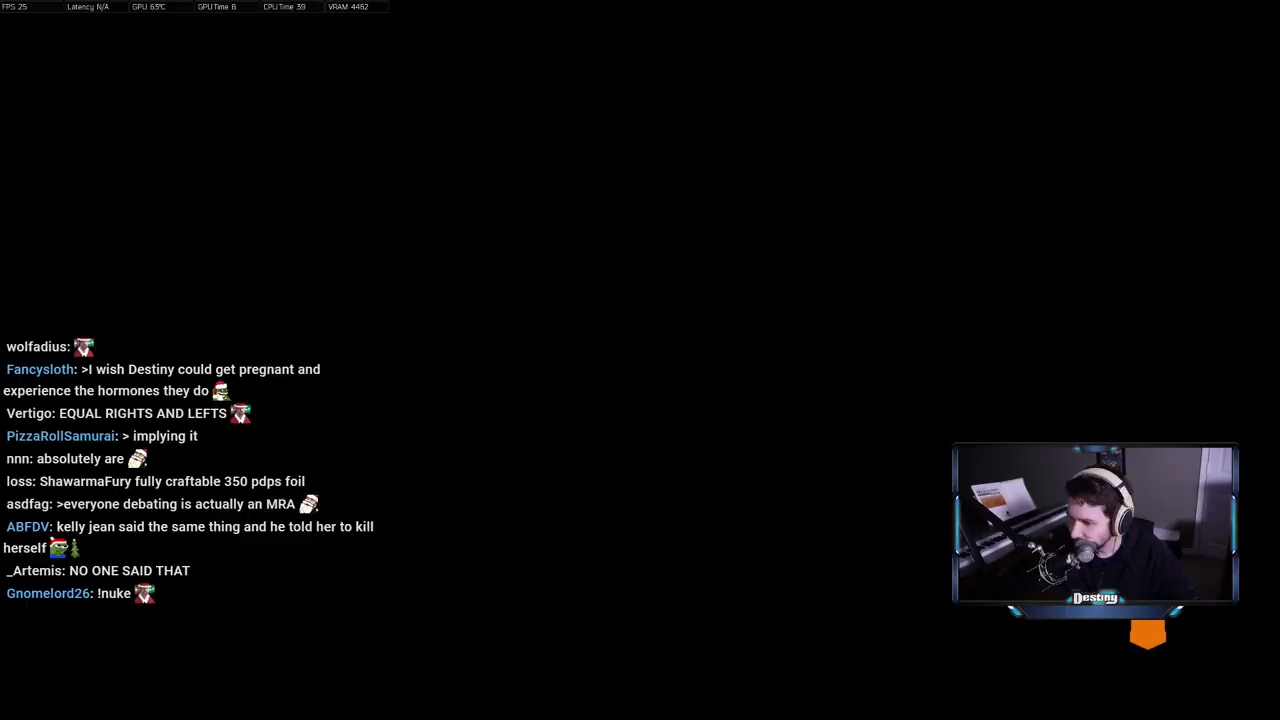 FPS 25 Latency N/A GPU 63°C GPU Time 8 CPU Time 39 VRAM 4462
wolfadius:
Fancysloth: >I wish Destiny could get pregnant and
experience the hormones they do
Vertigo: EQUAL RIGHTS AND LEFTS
PizzaRollSamurai: > implying it
nnn: absolutely are
loss: ShawarmaFury fully craftable 350 pdps foil
asdfag: >everyone debating is actually an MRA
ABFDV: kelly jean said the same thing and he told her to kill
herself
_Artemis: NO ONE SAID THAT
Gnomelord26: !nuke
Destiny